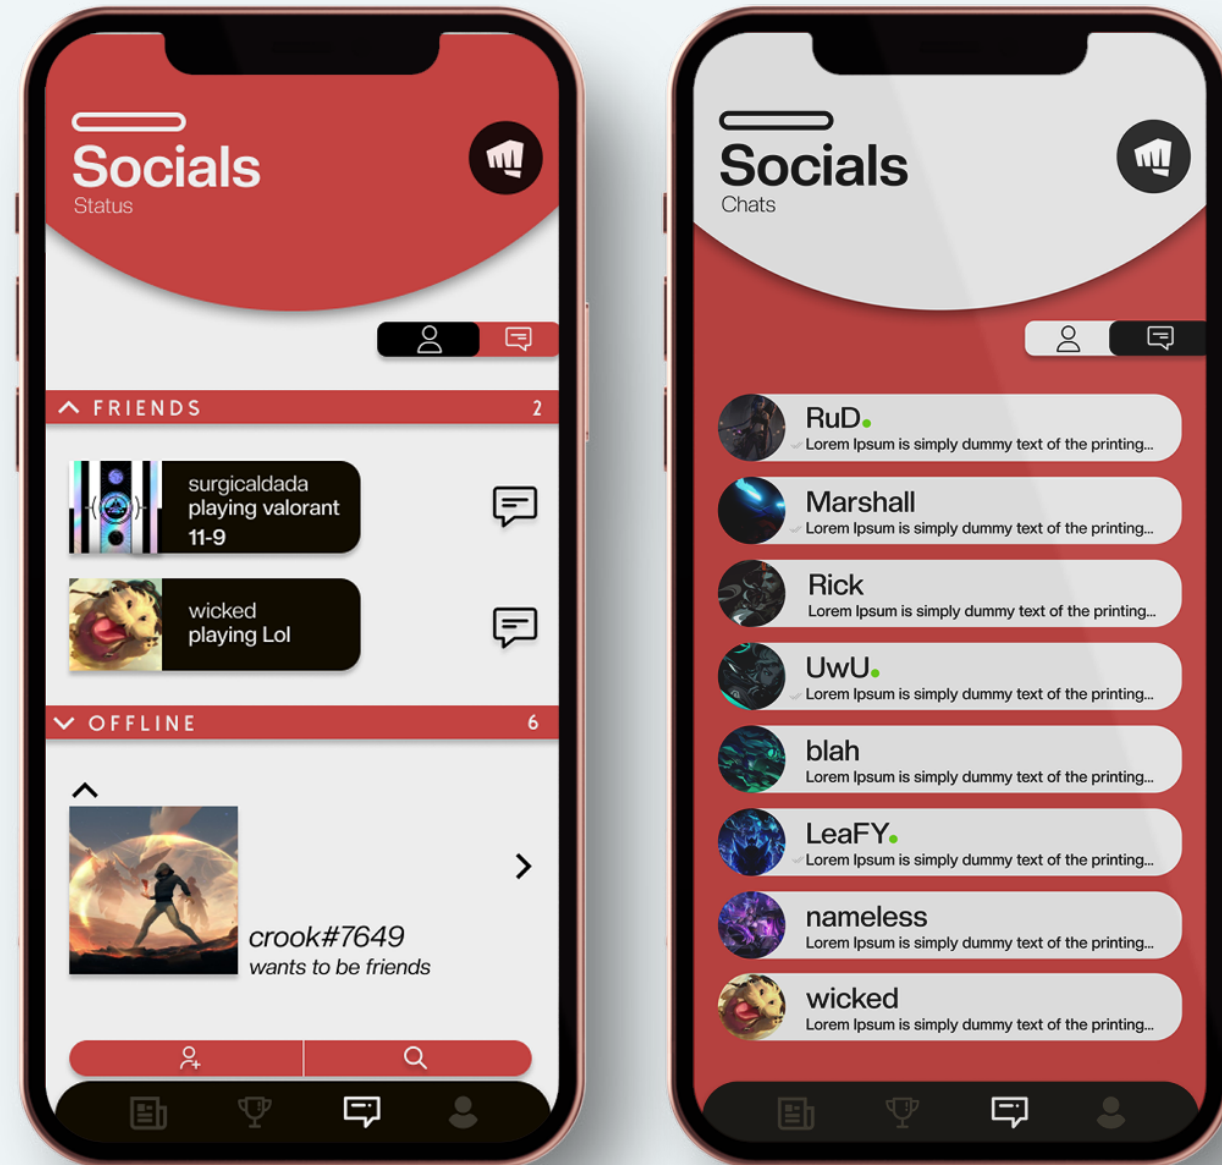 Socials
Status
FRIENDS 2
surgicaldada
playing valorant
11-9
wicked
playing Lol
OFFLINE 6
crook#7649
wants to be friends
Socials
Chats
RuD
Lorem Ipsum is simply dummy text of the printing...
Marshall
Lorem Ipsum is simply dummy text of the printing...
Rick
Lorem Ipsum is simply dummy text of the printing...
UwU
Lorem Ipsum is simply dummy text of the printing...
blah
Lorem Ipsum is simply dummy text of the printing...
LeaFY
Lorem Ipsum is simply dummy text of the printing...
nameless
Lorem Ipsum is simply dummy text of the printing...
wicked
Lorem Ipsum is simply dummy text of the printing...